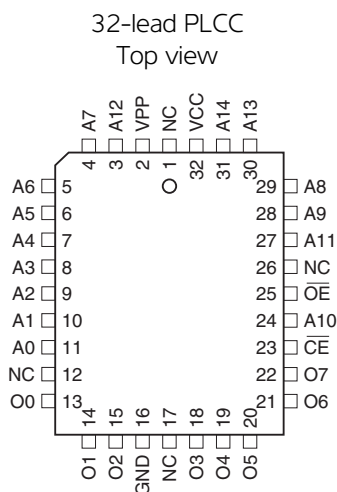 32-lead PLCC
Top view
A7 A12 VPP NC VCC A14 A13
4 3 2 1 32 31 30
A6 5 29 A8
A5 6 28 A9
A4 7 27 A11
A3 8 26 NC
A2 9 25 OE
A1 10 24 A10
A0 11 23 CE
NC 12 22 O7
O0 13 21 O6
14 15 16 17 18 19 20
O1 O2 GND NC O3 O4 O5